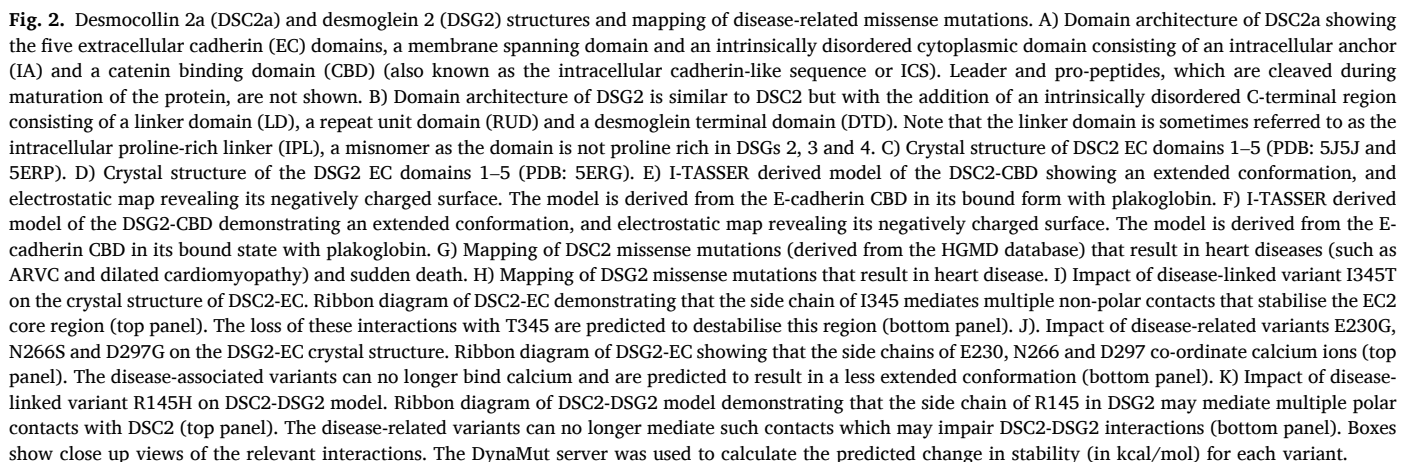 Fig. 2. Desmocollin 2a (DSC2a) and desmoglein 2 (DSG2) structures and mapping of disease-related missense mutations. A) Domain architecture of DSC2a showing
the five extracellular cadherin (EC) domains, a membrane spanning domain and an intrinsically disordered cytoplasmic domain consisting of an intracellular anchor
(IA) and a catenin binding domain (CBD) (also known as the intracellular cadherin-like sequence or ICS). Leader and pro-peptides, which are cleaved during
maturation of the protein, are not shown. B) Domain architecture of DSG2 is similar to DSC2 but with the addition of an intrinsically disordered C-terminal region
consisting of a linker domain (LD), a repeat unit domain (RUD) and a desmoglein terminal domain (DTD). Note that the linker domain is sometimes referred to as the
intracellular proline-rich linker (IPL), a misnomer as the domain is not proline rich in DSGs 2, 3 and 4. C) Crystal structure of DSC2 EC domains 1–5 (PDB: 5J5J and
5ERP). D) Crystal structure of the DSG2 EC domains 1–5 (PDB: 5ERG). E) I-TASSER derived model of the DSC2-CBD showing an extended conformation, and
electrostatic map revealing its negatively charged surface. The model is derived from the E-cadherin CBD in its bound form with plakoglobin. F) I-TASSER derived
model of the DSG2-CBD demonstrating an extended conformation, and electrostatic map revealing its negatively charged surface. The model is derived from the E-
cadherin CBD in its bound state with plakoglobin. G) Mapping of DSC2 missense mutations (derived from the HGMD database) that result in heart diseases (such as
ARVC and dilated cardiomyopathy) and sudden death. H) Mapping of DSG2 missense mutations that result in heart disease. I) Impact of disease-linked variant I345T
on the crystal structure of DSC2-EC. Ribbon diagram of DSC2-EC demonstrating that the side chain of I345 mediates multiple non-polar contacts that stabilise the EC2
core region (top panel). The loss of these interactions with T345 are predicted to destabilise this region (bottom panel). J). Impact of disease-related variants E230G,
N266S and D297G on the DSG2-EC crystal structure. Ribbon diagram of DSG2-EC showing that the side chains of E230, N266 and D297 co-ordinate calcium ions (top
panel). The disease-associated variants can no longer bind calcium and are predicted to result in a less extended conformation (bottom panel). K) Impact of disease-
linked variant R145H on DSC2-DSG2 model. Ribbon diagram of DSC2-DSG2 model demonstrating that the side chain of R145 in DSG2 may mediate multiple polar
contacts with DSC2 (top panel). The disease-related variants can no longer mediate such contacts which may impair DSC2-DSG2 interactions (bottom panel). Boxes
show close up views of the relevant interactions. The DynaMut server was used to calculate the predicted change in stability (in kcal/mol) for each variant.